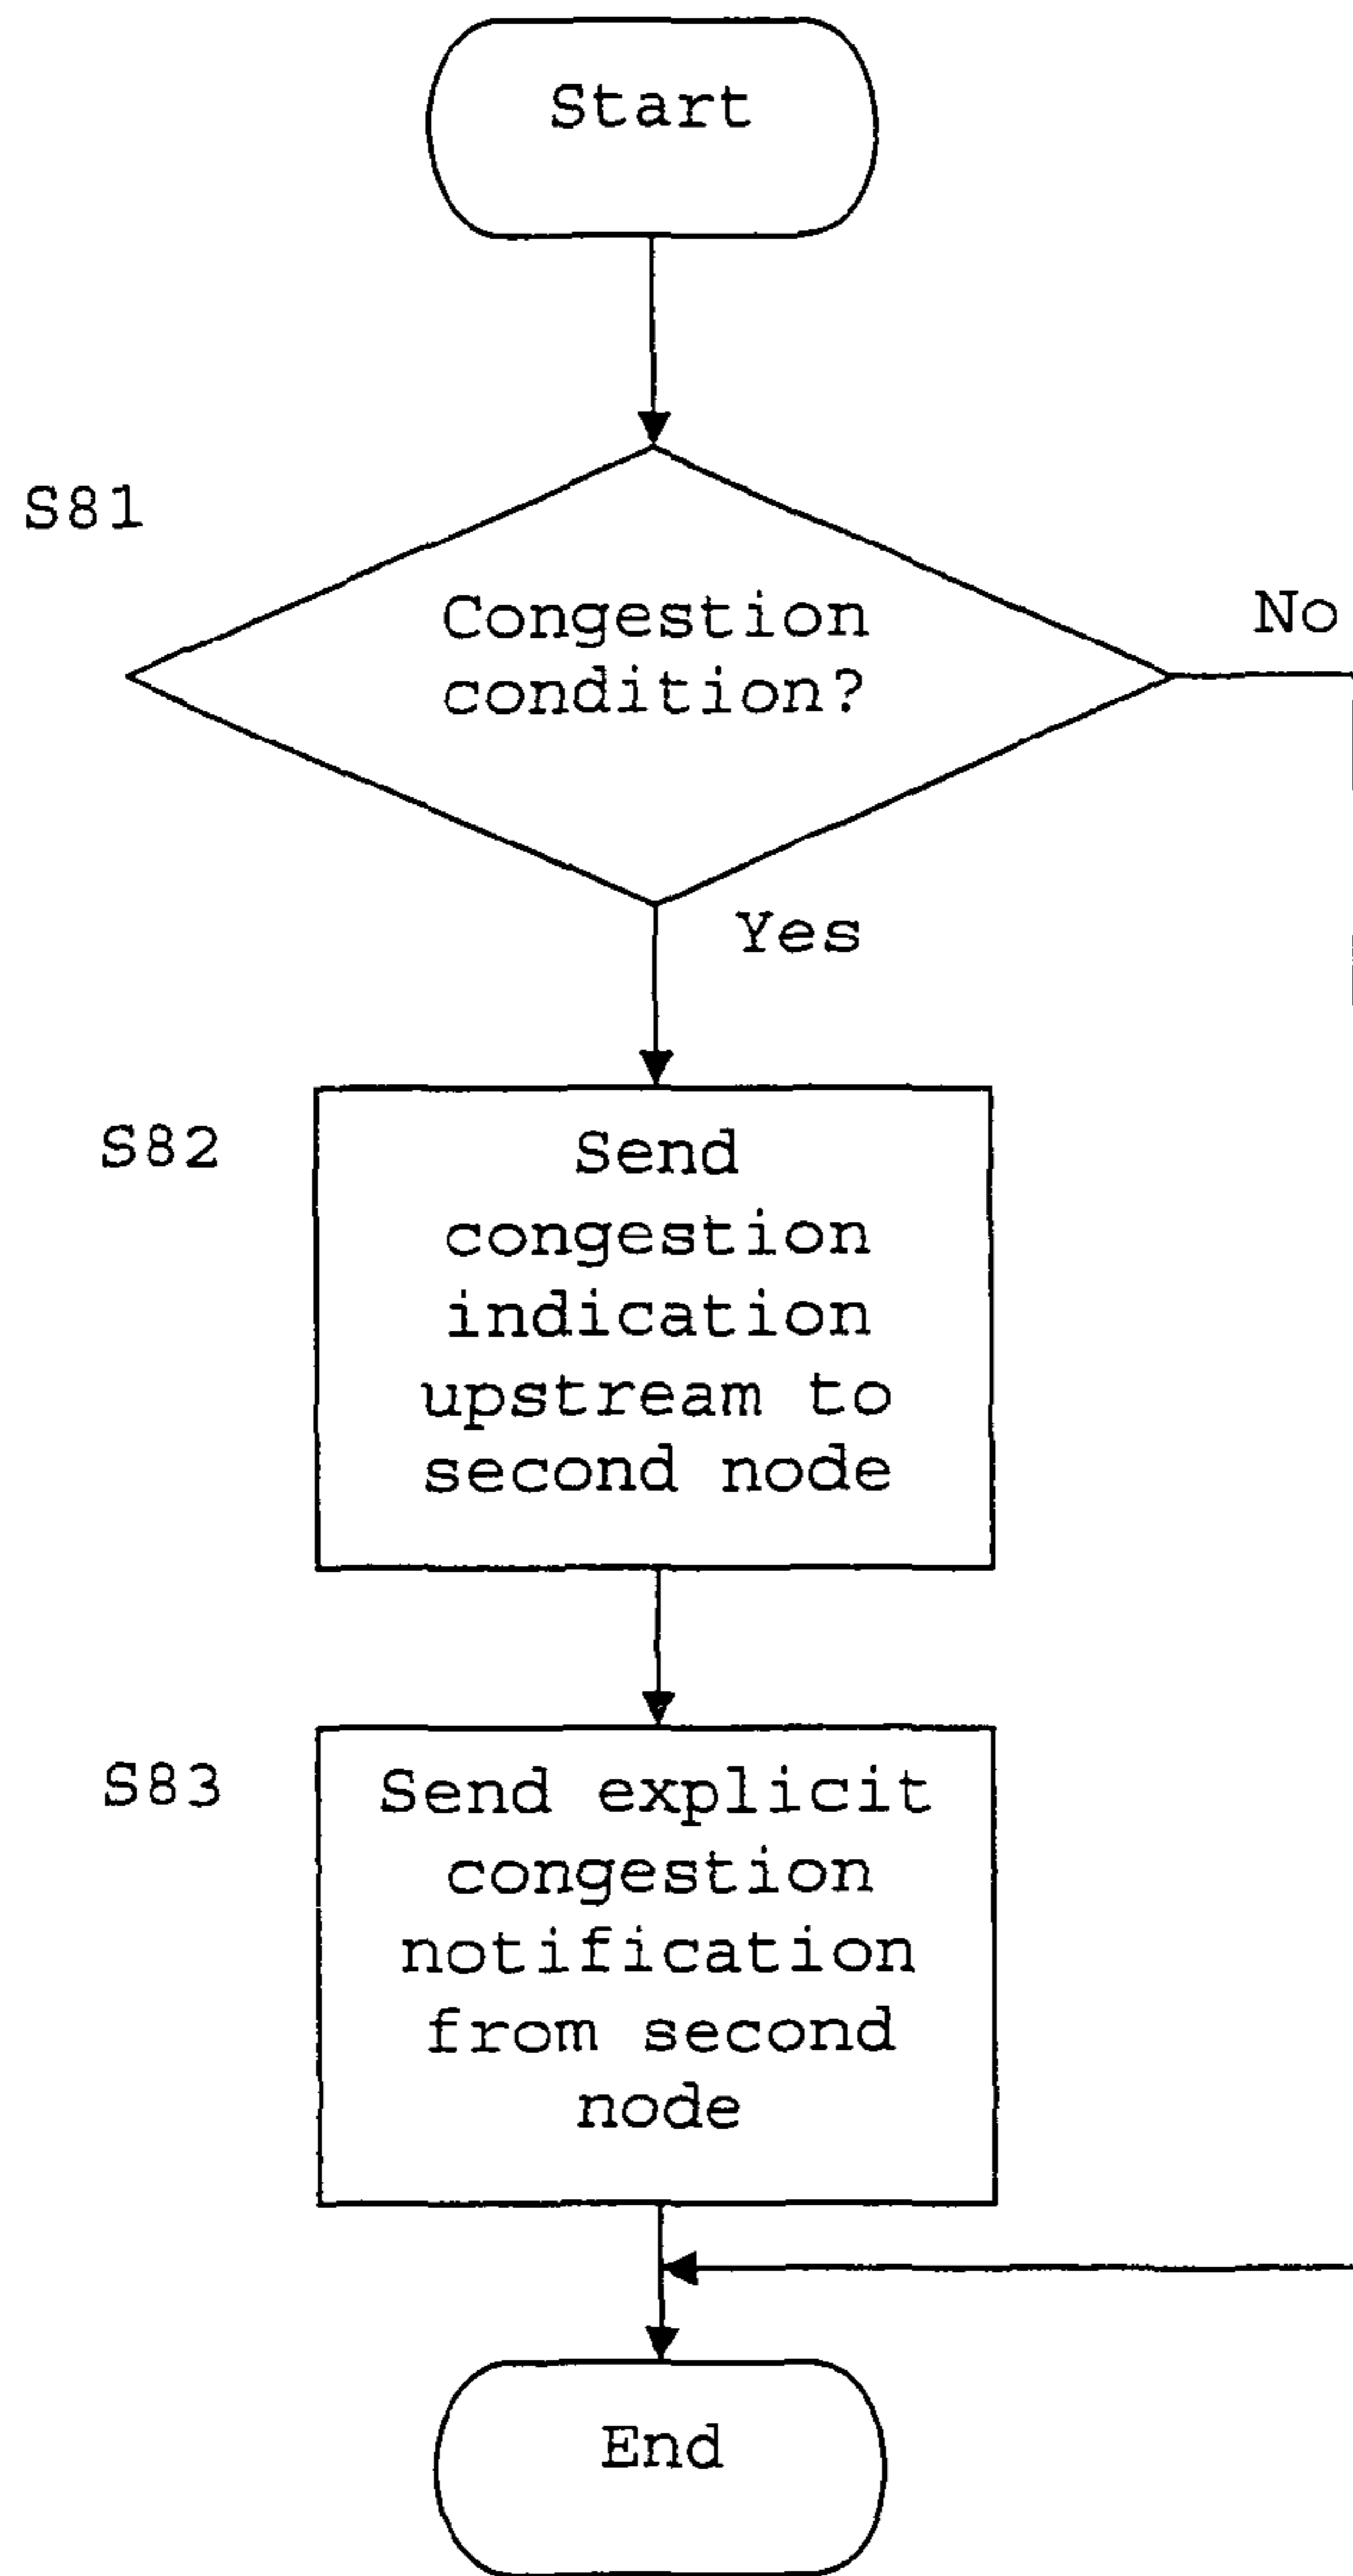 Start
S81
Congestion
condition?
No
Yes
S82
Send
congestion
indication
upstream to
second node
S83
Send explicit
congestion
notification
from second
node
End